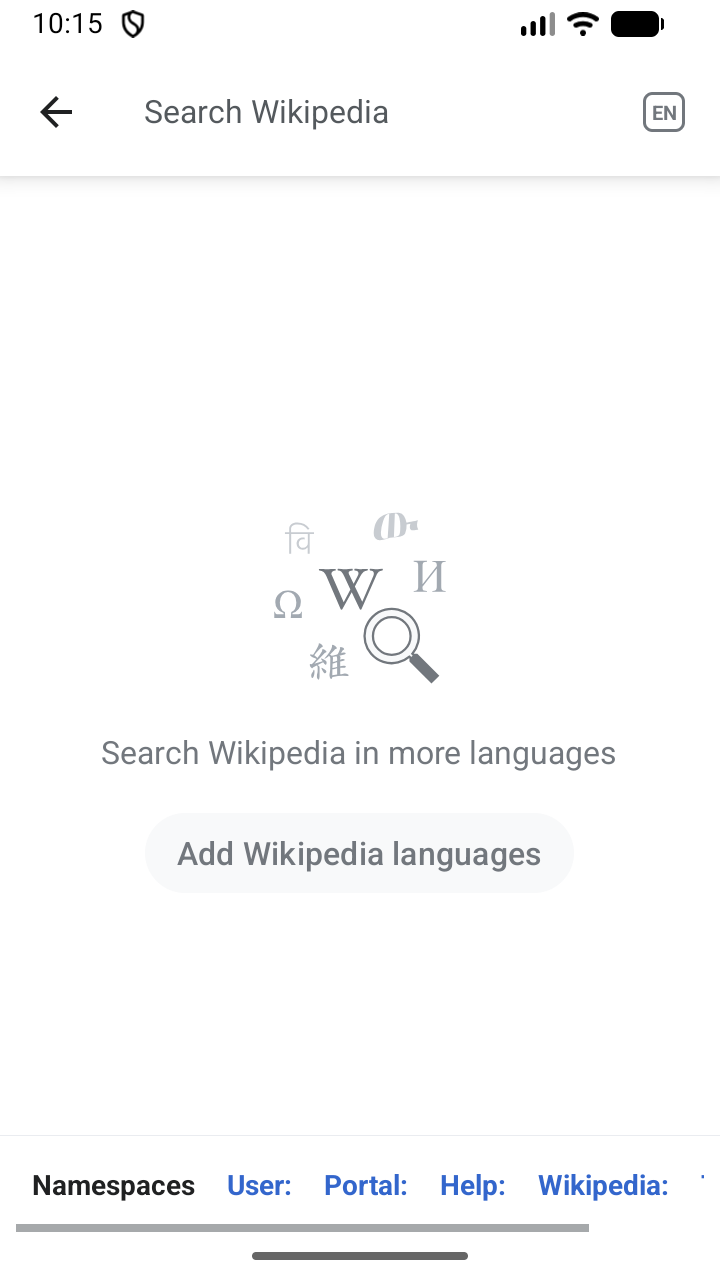 10:15
Search Wikipedia
EN
वि
ው
W
И
Ω
維
Search Wikipedia in more languages
Add Wikipedia languages
Namespaces User: Portal: Help: Wikipedia: